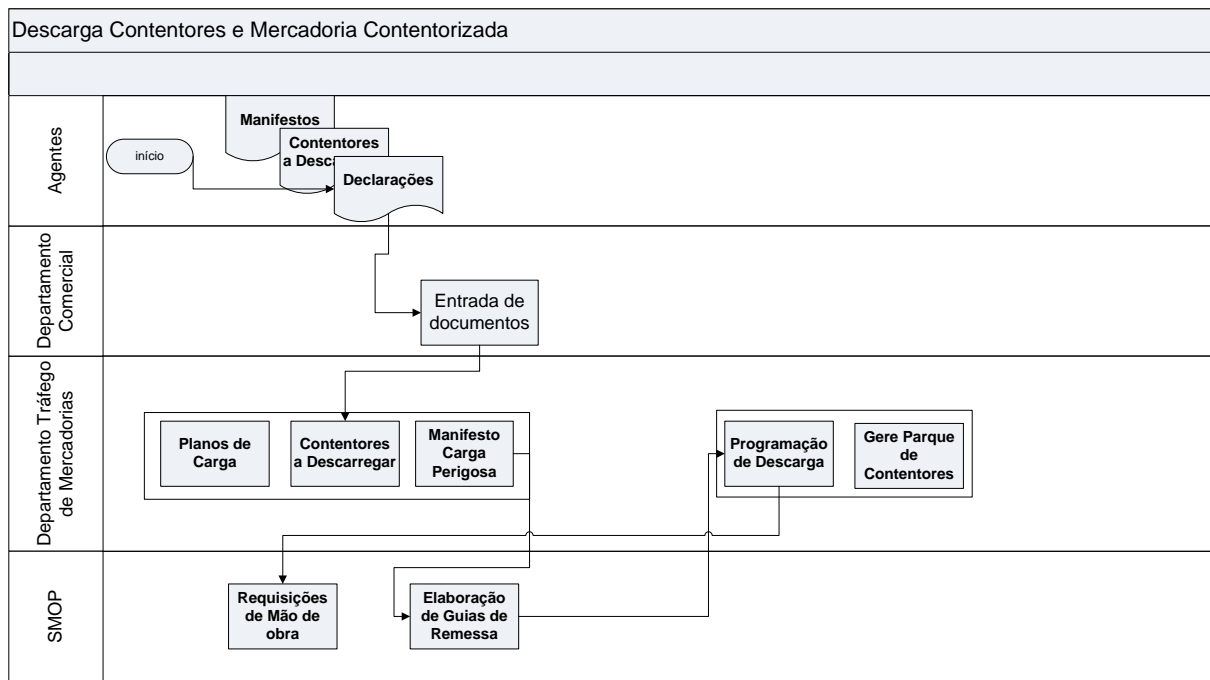 Descarga Contentores e Mercadoria Contentorizada
Agentes
início
Manifestos
Contentores
a Desca
Declarações
Departamento
Comercial
Entrada de
documentos
Departamento Tráfego
de Mercadorias
Planos de
Carga
Contentores
a Descarregar
Manifesto
Carga
Perigosa
Programação
de Descarga
Gere Parque
de
Contentores
SMOP
Requisições
de Mão de
obra
Elaboração
de Guias de
Remessa